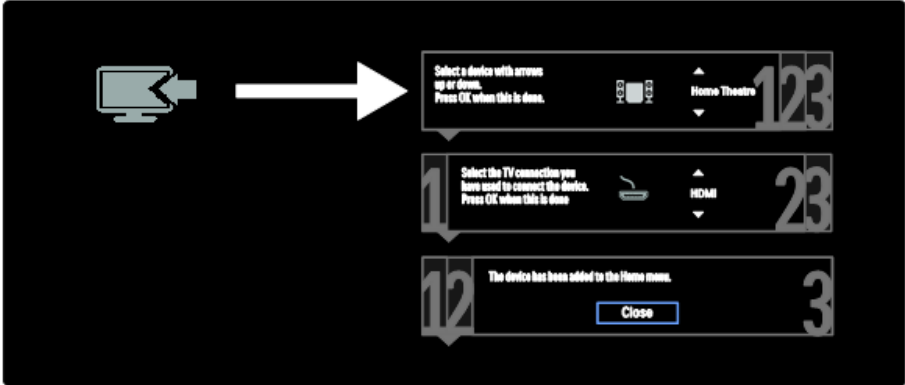 Select a device with arrows
up or down.
Press OK when this is done.
Home Theatre
123
1
Select the TV connection you
have used to connect the device.
Press OK when this is done
HDMI
23
12
The device has been added to the Home menu.
Close
3